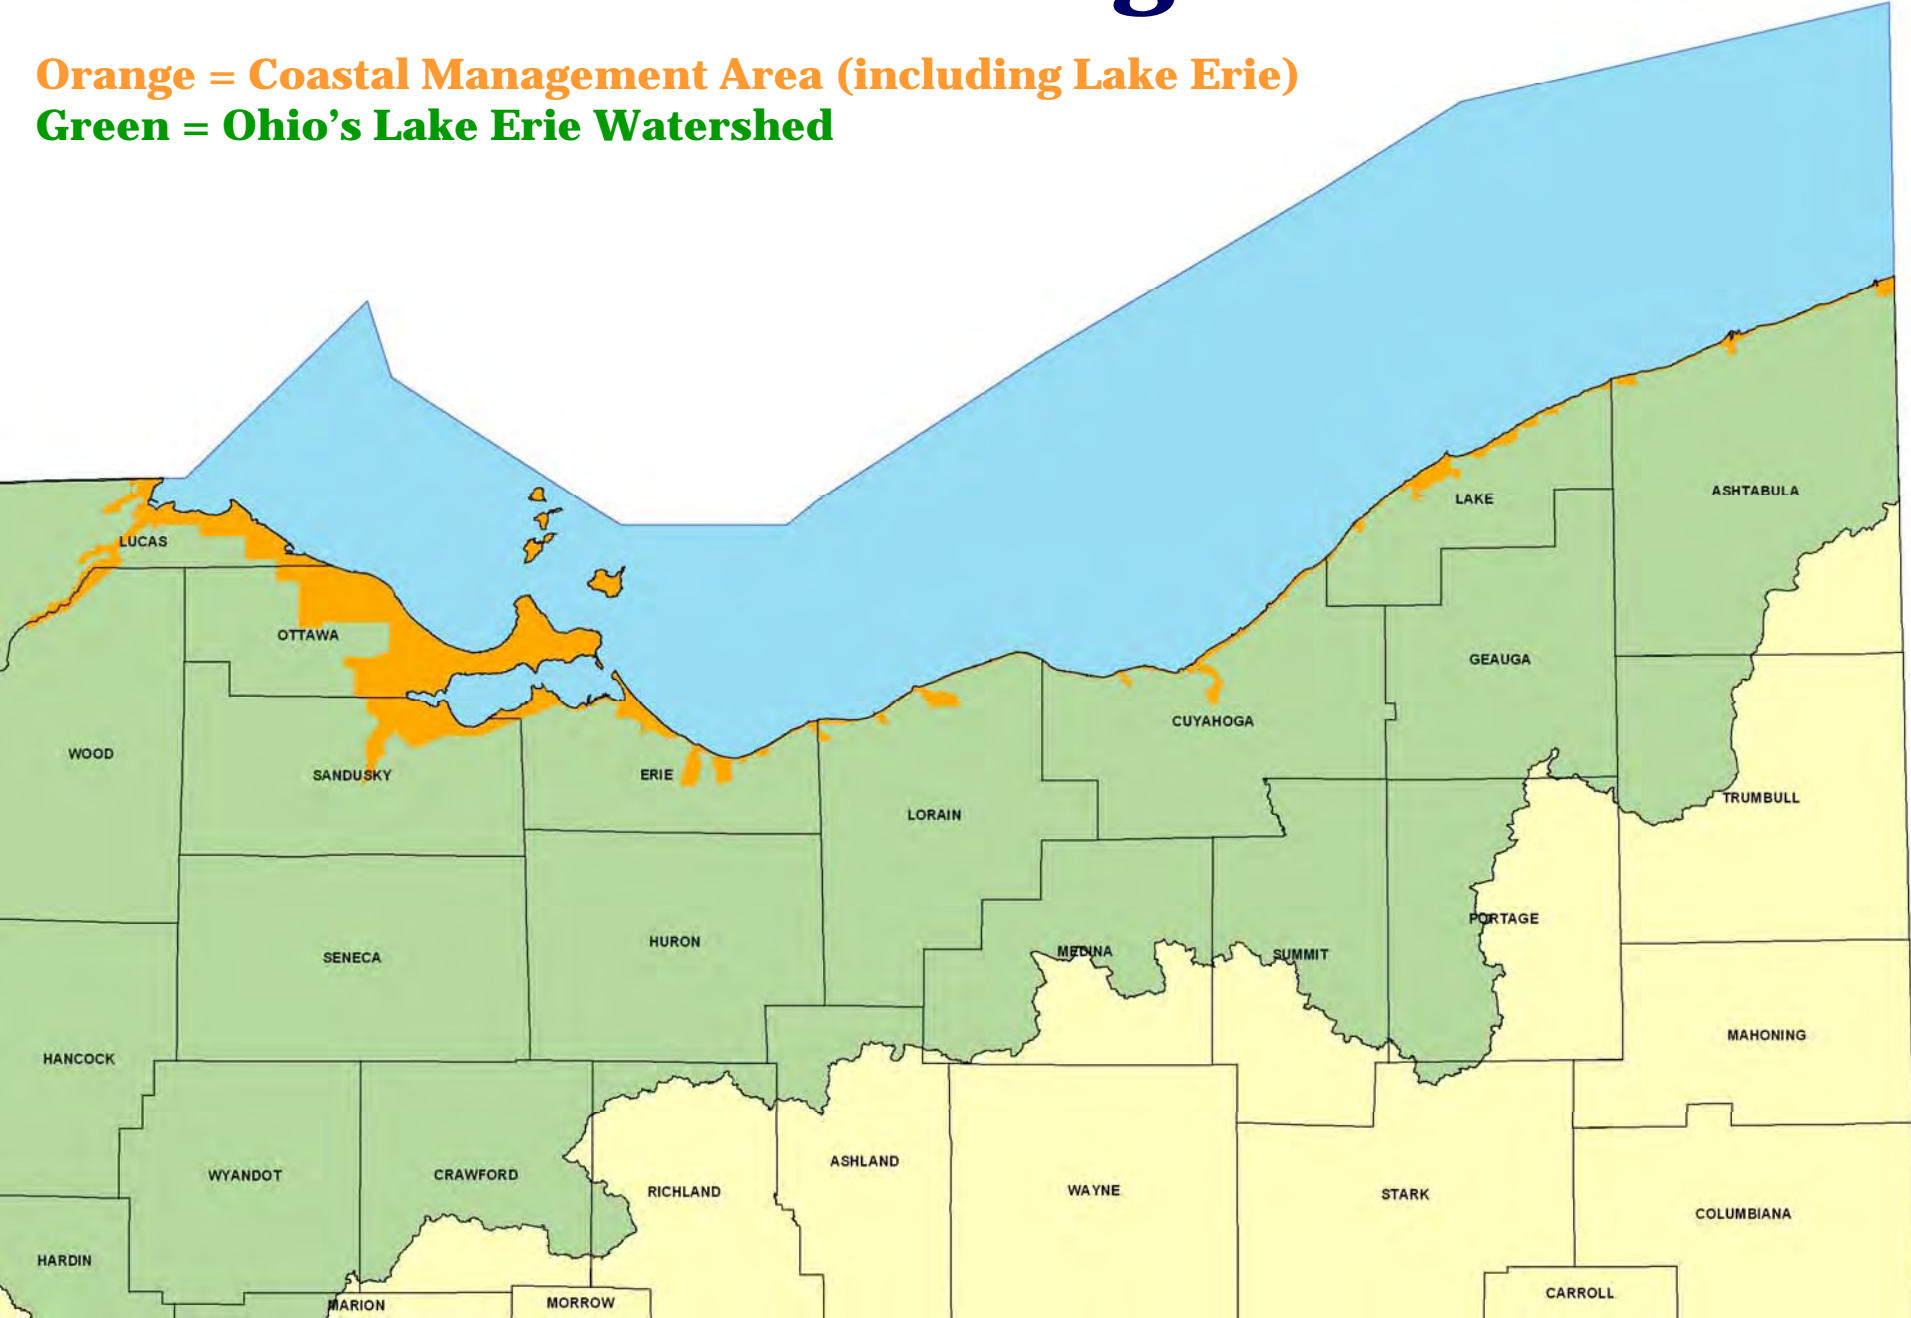 Orange = Coastal Management Area (including Lake Erie)
Green = Ohio’s Lake Erie Watershed
LAKE
ASHTABULA
LUCAS
OTTAWA
GEAUGA
CUYAHOGA
WOOD
SANDUSKY
ERIE
TRUMBULL
LORAIN
PORTAGE
HURON
MEDINA
SUMMIT
SENECA
MAHONING
HANCOCK
ASHLAND
WYANDOT
CRAWFORD
RICHLAND
WAYNE
STARK
COLUMBIANA
HARDIN
CARROLL
MARION
MORROW